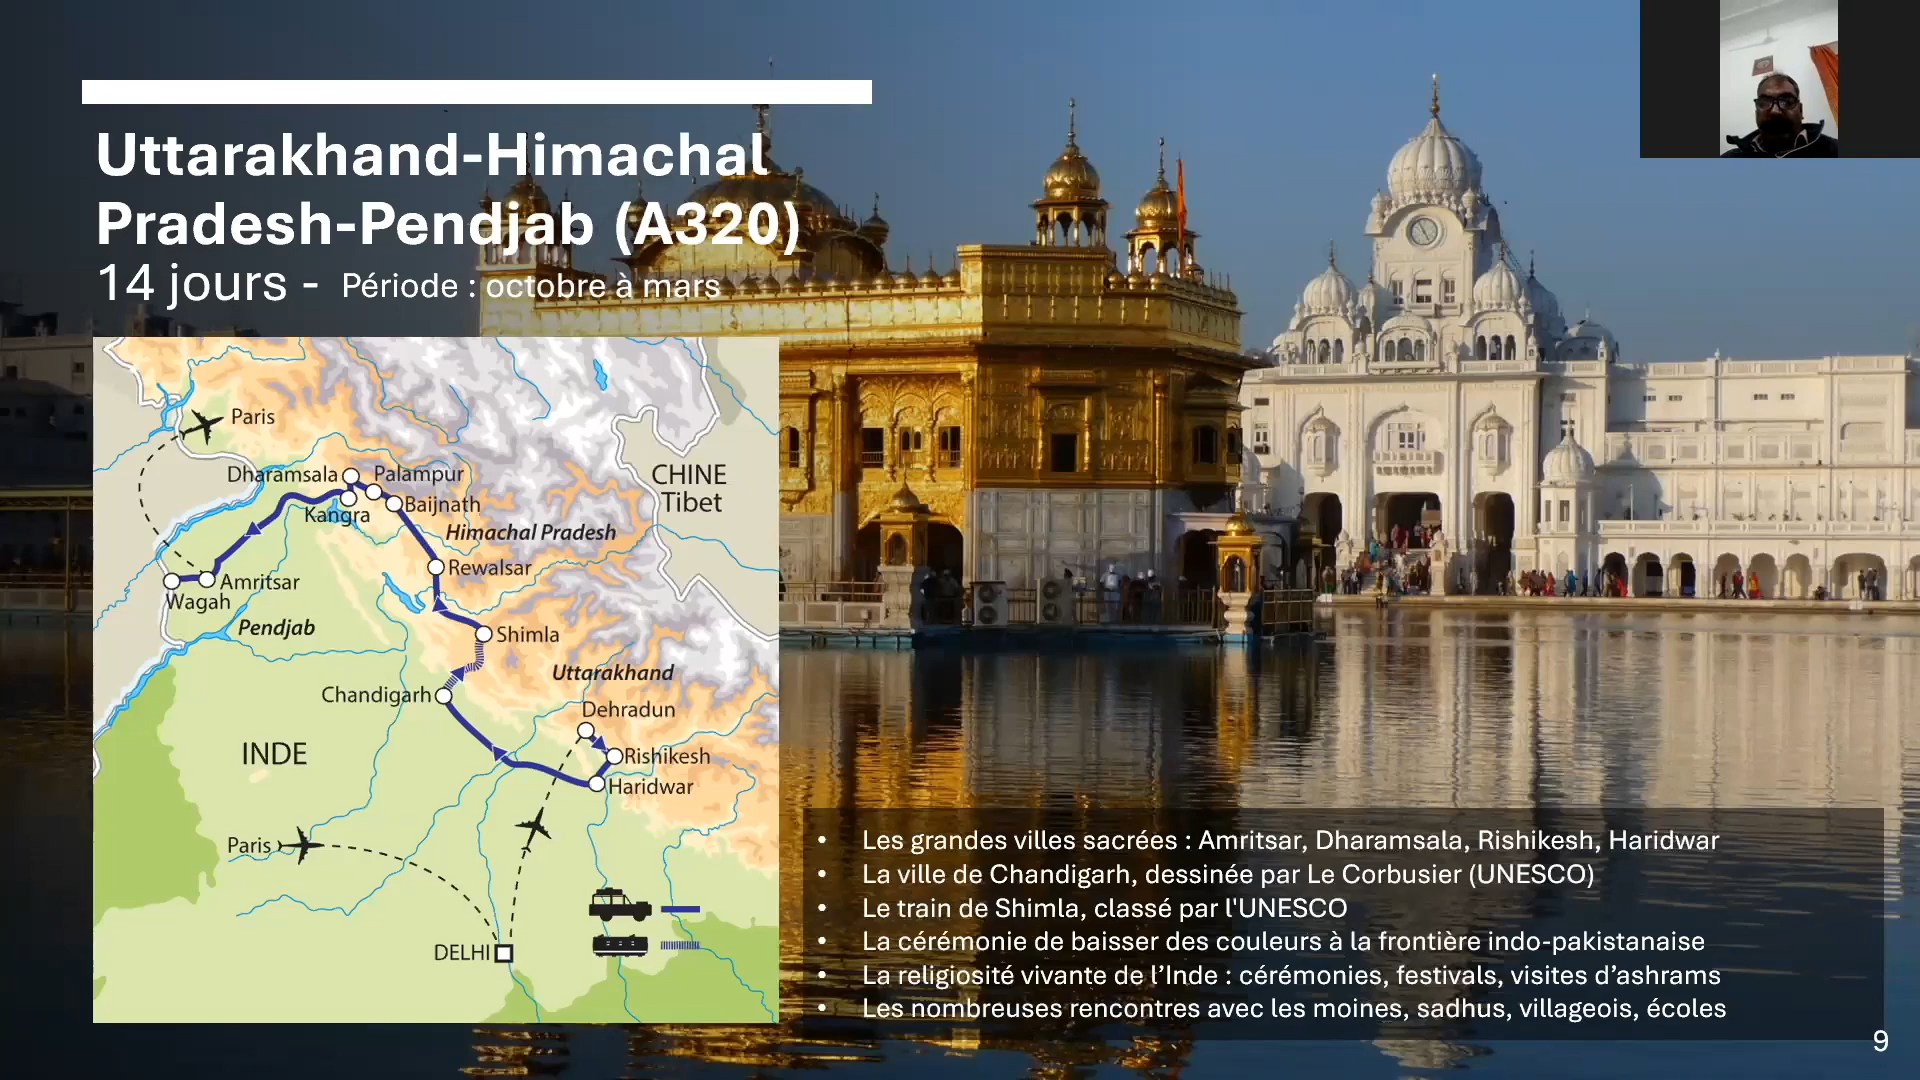 Uttarakhand-Himachal
Pradesh-Pendjab (A320)
14 jours - Période : octobre à mars
Paris
Dharamsala
Palampur
Kangra
Baijnath
CHINE
Tibet
Himachal Pradesh
Rewalsar
Amritsar
Wagah
Pendjab
Shimla
Uttarakhand
Chandigarh
Dehradun
INDE
Rishikesh
Haridwar
Paris
DELHI
• Les grandes villes sacrées : Amritsar, Dharamsala, Rishikesh, Haridwar
• La ville de Chandigarh, dessinée par Le Corbusier (UNESCO)
• Le train de Shimla, classé par l'UNESCO
• La cérémonie de baisser des couleurs à la frontière indo-pakistanaise
• La religiosité vivante de l’Inde : cérémonies, festivals, visites d’ashrams
• Les nombreuses rencontres avec les moines, sadhus, villageois, écoles
9